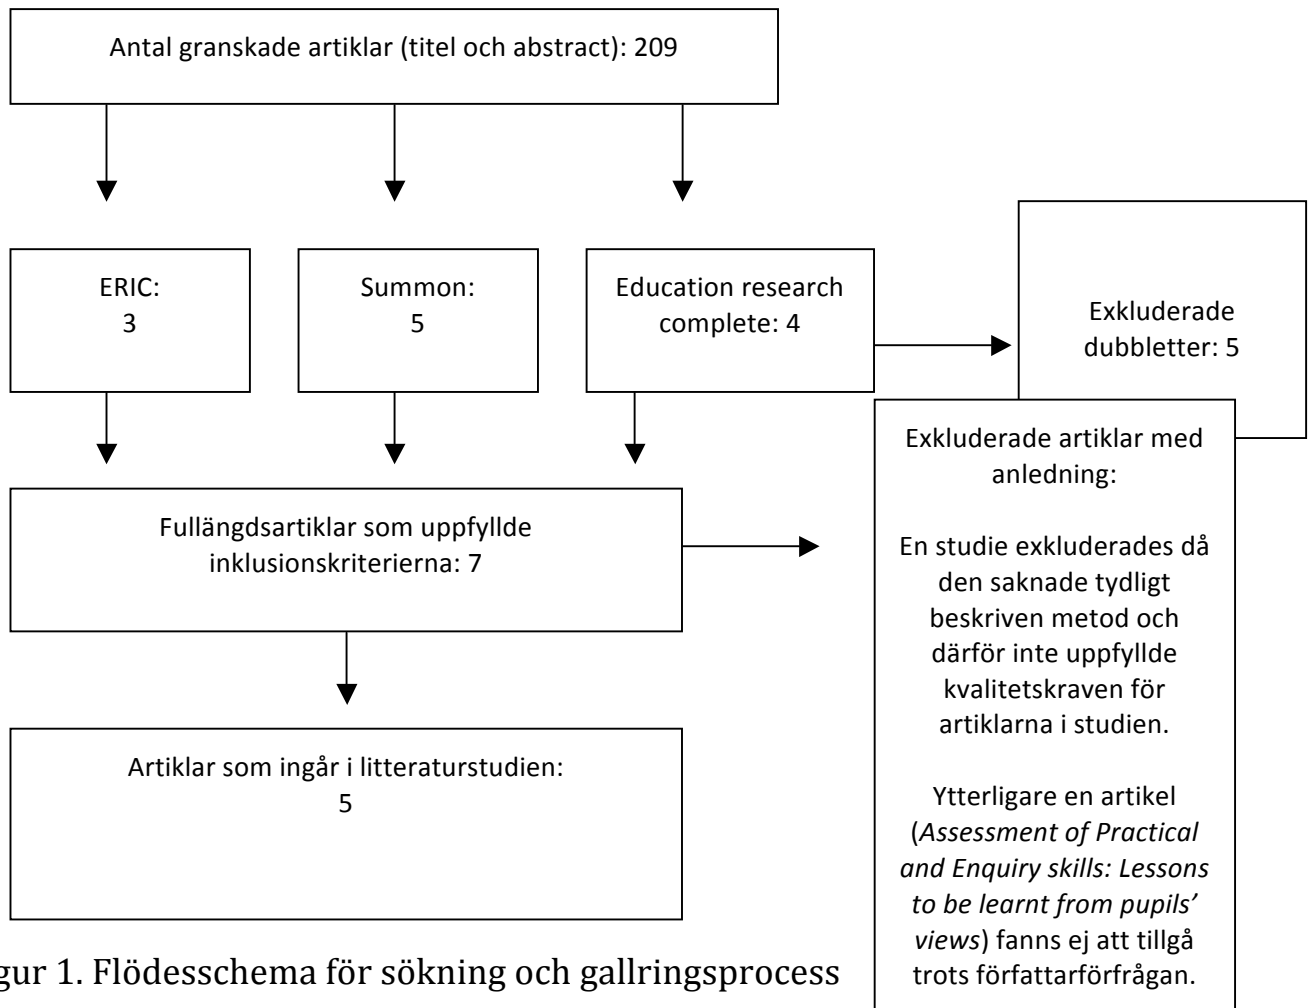 Antal granskade artiklar (titel och abstract): 209
ERIC:
3
Summon:
5
Education research
complete: 4
Exkluderade
dubbletter: 5
Fullängdsartiklar som uppfyllde
inklusionskriterierna: 7
Exkluderade artiklar med
anledning:
En studie exkluderades då
den saknade tydligt
beskriven metod och
därför inte uppfyllde
kvalitetskraven för
artiklarna i studien.
Ytterligare en artikel
(Assessment of Practical
and Enquiry skills: Lessons
to be learnt from pupils’
views) fanns ej att tillgå
trots författarförfrågan.
Artiklar som ingår i litteraturstudien:
5
gur 1. Flödesschema för sökning och gallringsprocess